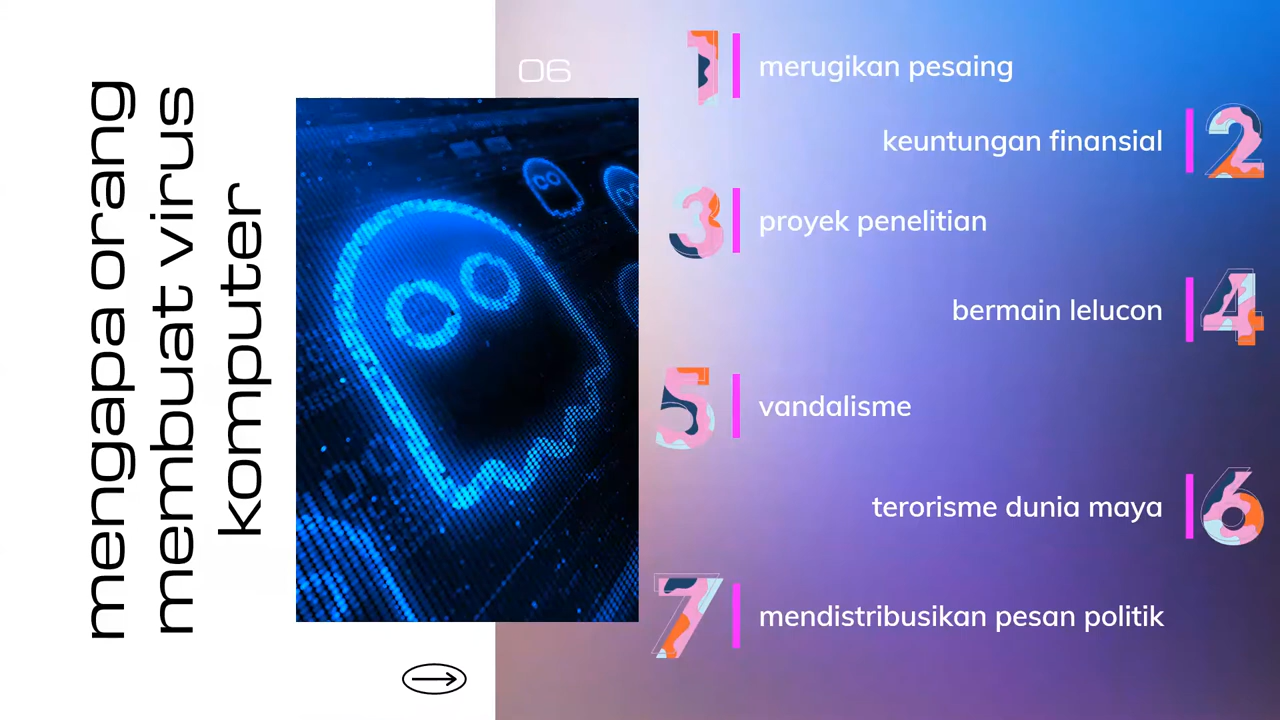 mengapa orang
membuat virus
komputer
06
1
merugikan pesaing
keuntungan finansial
2
3
proyek penelitian
bermain lelucon
4
5
vandalisme
terorisme dunia maya
6
7
mendistribusikan pesan politik